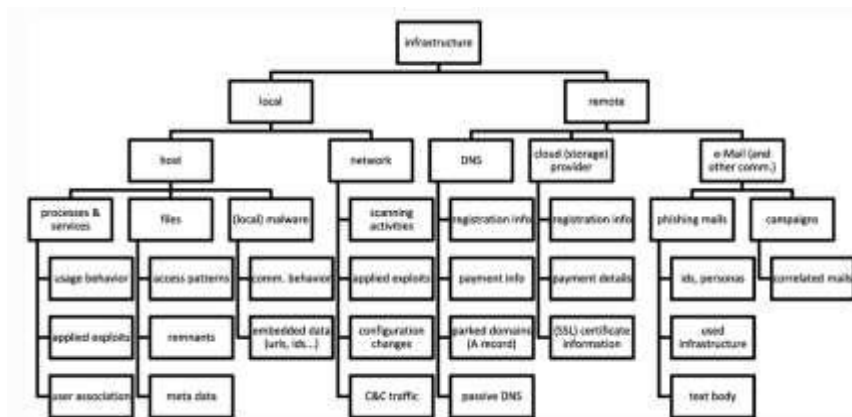 infrastructure
local
remote
host
network
DNS
cloud (storage)
provider
e-Mail (and
other comm.)
processes &
services
files
(local) malware
scanning
activities
registration info
registration info
phishing mails
campaigns
usage behavior
access patterns
comm. behavior
applied exploits
payment info
payment details
ids, personas
correlated mails
applied exploits
remnants
embedded data
(urls, ids...)
configuration
changes
parked domains
(A record)
(SSL) certificate
information
used
infrastructure
user association
meta data
C&C traffic
passive DNS
text body